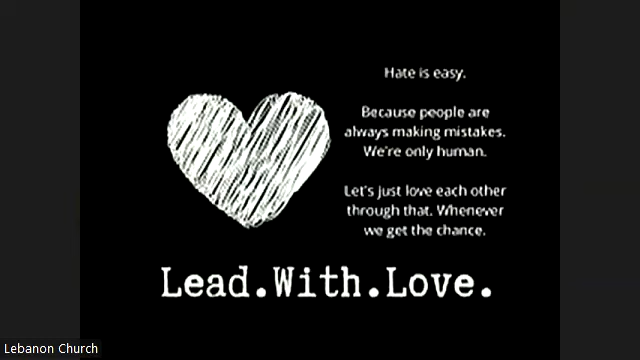 Hate is easy.
Because people are
always making mistakes.
We're only human.
Let's just love each other
through that. Whenever
we get the chance.
Lead.With.Love.
Lebanon Church